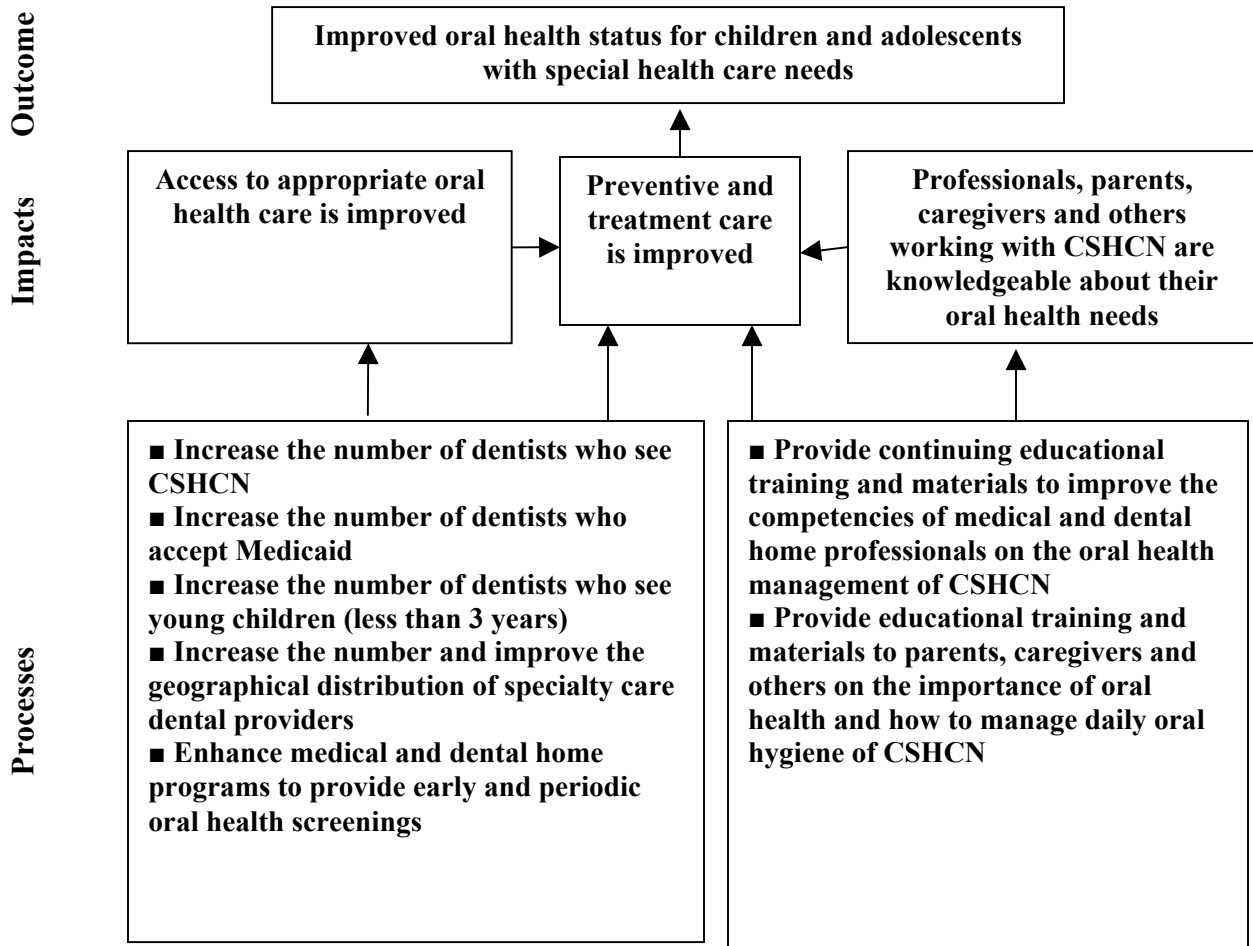 Outcome
Improved oral health status for children and adolescents
with special health care needs
Impacts
Access to appropriate oral
health care is improved
Preventive and
treatment care
is improved
Professionals, parents,
caregivers and others
working with CSHCN are
knowledgeable about their
oral health needs
Processes
■ Increase the number of dentists who see
CSHCN
■ Increase the number of dentists who
accept Medicaid
■ Increase the number of dentists who see
young children (less than 3 years)
■ Increase the number and improve the
geographical distribution of specialty care
dental providers
■ Enhance medical and dental home
programs to provide early and periodic
oral health screenings
■ Provide continuing educational
training and materials to improve the
competencies of medical and dental
home professionals on the oral health
management of CSHCN
■ Provide educational training and
materials to parents, caregivers and
others on the importance of oral
health and how to manage daily oral
hygiene of CSHCN